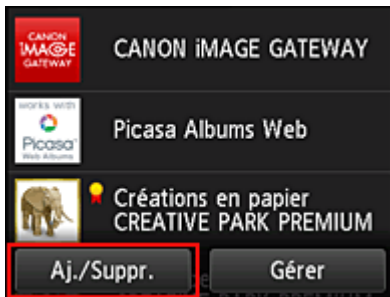 CANON
iMAGE
GATEWAY
CANON iMAGE GATEWAY
works with
Picasa
Web Albums
Picasa Albums Web
Créations en papier
CREATIVE PARK PREMIUM
Aj./Suppr.
Gérer